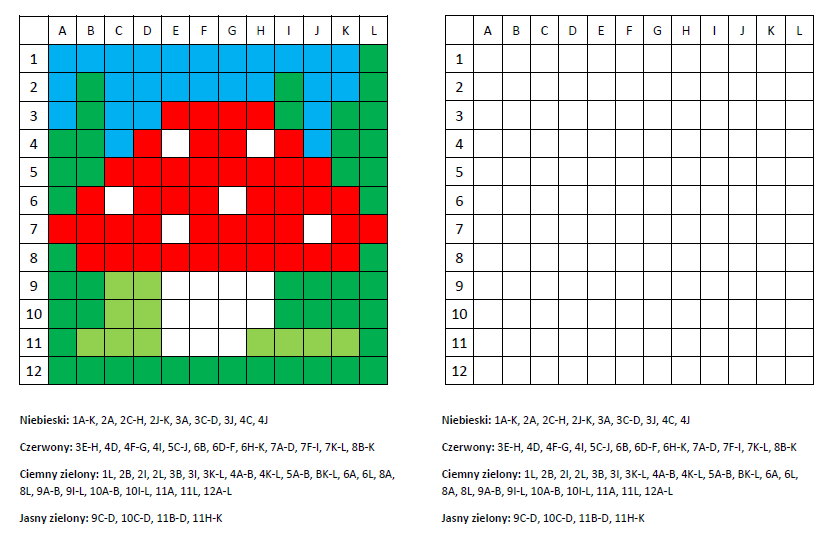 A B C D E F G H I J K L
1
2
3
4
5
6
7
8
9
10
11
12
Niebieski: 1A-K, 2A, 2C-H, 2J-K, 3A, 3C-D, 3J, 4C, 4J
Czerwony: 3E-H, 4D, 4F-G, 4I, 5C-J, 6B, 6D-F, 6H-K, 7A-D, 7F-I, 7K-L, 8B-K
Ciemny zielony: 1L, 2B, 2I, 2L, 3B, 3I, 3K-L, 4A-B, 4K-L, 5A-B, BK-L, 6A, 6L, 8A,
8L, 9A-B, 9I-L, 10A-B, 10I-L, 11A, 11L, 12A-L
Jasny zielony: 9C-D, 10C-D, 11B-D, 11H-K
A B C D E F G H I J K L
1
2
3
4
5
6
7
8
9
10
11
12
Niebieski: 1A-K, 2A, 2C-H, 2J-K, 3A, 3C-D, 3J, 4C, 4J
Czerwony: 3E-H, 4D, 4F-G, 4I, 5C-J, 6B, 6D-F, 6H-K, 7A-D, 7F-I, 7K-L, 8B-K
Ciemny zielony: 1L, 2B, 2I, 2L, 3B, 3I, 3K-L, 4A-B, 4K-L, 5A-B, BK-L, 6A, 6L,
8A, 8L, 9A-B, 9I-L, 10A-B, 10I-L, 11A, 11L, 12A-L
Jasny zielony: 9C-D, 10C-D, 11B-D, 11H-K